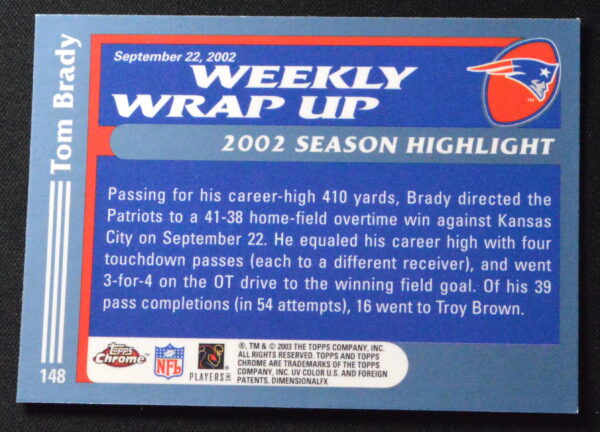 September 22, 2002
WEEKLY
WRAP UP
2002 SEASON HIGHLIGHT
Passing for his career-high 410 yards, Brady directed the
Patriots to a 41-38 home-field overtime win against Kansas
City on September 22. He equaled his career high with four
touchdown passes (each to a different receiver), and went
3-for-4 on the OT drive to the winning field goal. Of his 39
pass completions (in 54 attempts), 16 went to Troy Brown.
Tom Brady
148
Topps
Chrome
NFL
PLAYERS INC
®, TM & © 2003 THE TOPPS COMPANY, INC.
ALL RIGHTS RESERVED. TOPPS AND TOPPS
CHROME ARE TRADEMARKS OF THE TOPPS
COMPANY, INC. UV COLOR U.S. AND FOREIGN
PATENTS, DIMENSIONALFX